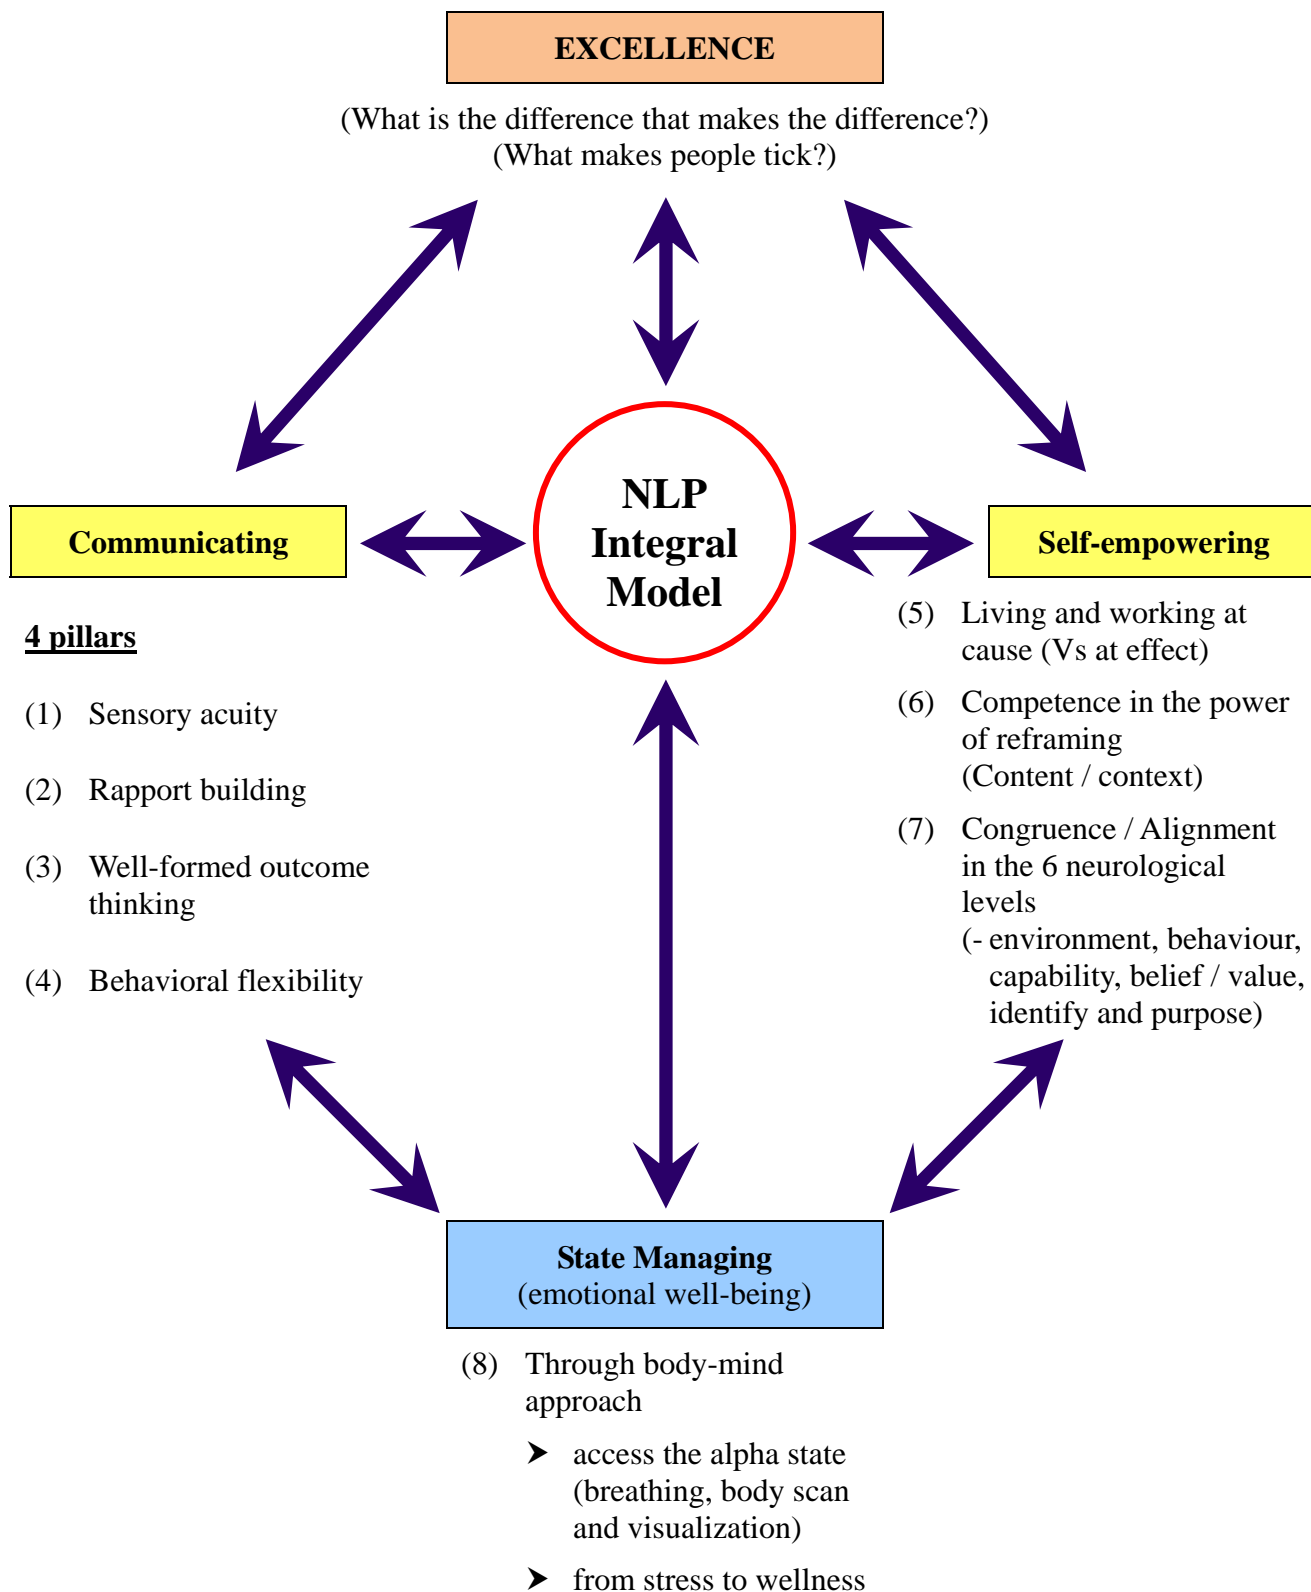 EXCELLENCE
(What is the difference that makes the difference?)
(What makes people tick?)
NLP
Integral
Model
Communicating
4 pillars
(1) Sensory acuity
(2) Rapport building
(3) Well-formed outcome
thinking
(4) Behavioral flexibility
Self-empowering
(5) Living and working at
cause (Vs at effect)
(6) Competence in the power
of reframing
(Content / context)
(7) Congruence / Alignment
in the 6 neurological
levels
(- environment, behaviour,
capability, belief / value,
identify and purpose)
State Managing
(emotional well-being)
(8) Through body-mind
approach
➤ access the alpha state
(breathing, body scan
and visualization)
➤ from stress to wellness